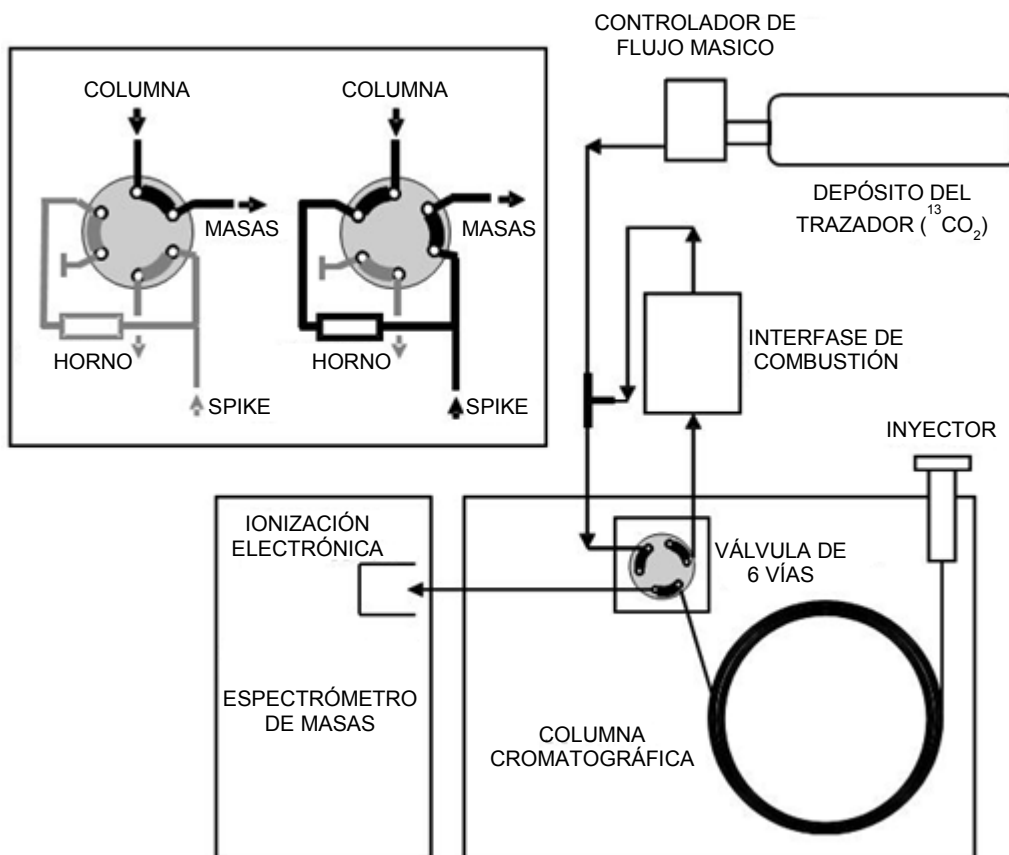 CONTROLADOR DE
FLUJO MASICO
COLUMNA
COLUMNA
MASAS
MASAS
HORNO
HORNO
SPIKE
SPIKE
DEPÓSITO DEL
TRAZADOR (¹³CO₂)
INTERFASE DE
COMBUSTIÓN
INYECTOR
IONIZACIÓN
ELECTRÓNICA
VÁLVULA DE
6 VÍAS
ESPECTRÓMETRO
DE MASAS
COLUMNA
CROMATOGRÁFICA